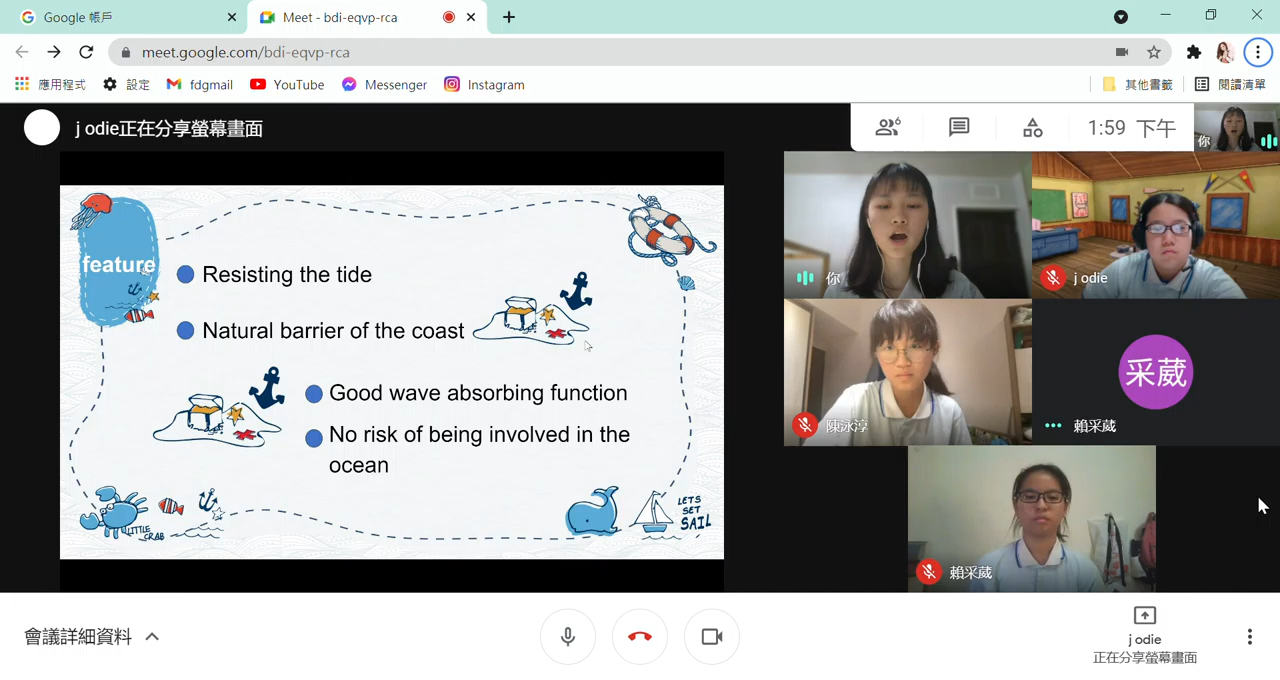 Google 帳戶
Meet - bdi-eqvp-rca
meet.google.com/bdi-eqvp-rca
應用程式
設定
fdgmail
YouTube
Messenger
Instagram
其他書籤
閱讀清單
j odie正在分享螢幕畫面
6
1:59 下午
你
feature
Resisting the tide
Natural barrier of the coast
Good wave absorbing function
No risk of being involved in the
ocean
LITTLE
CRAB
LETS
SET
SAIL
你
j odie
陳泳淳
采葳
賴采葳
賴采葳
會議詳細資料
j odie
正在分享螢幕畫面